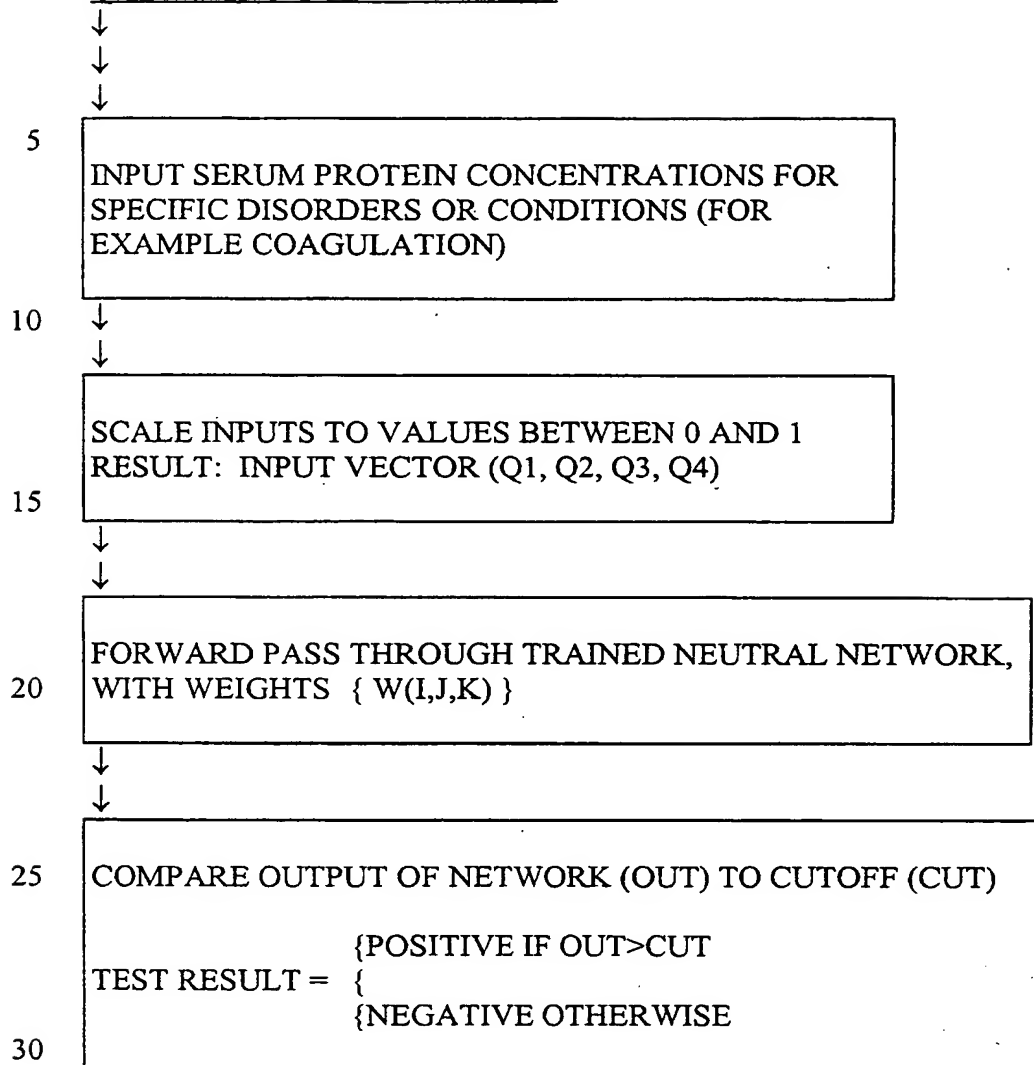 ↓
↓
↓
5
INPUT SERUM PROTEIN CONCENTRATIONS FOR
SPECIFIC DISORDERS OR CONDITIONS (FOR
EXAMPLE COAGULATION)
10 ↓
↓
SCALE INPUTS TO VALUES BETWEEN 0 AND 1
RESULT: INPUT VECTOR (Q1, Q2, Q3, Q4)
15
↓
↓
FORWARD PASS THROUGH TRAINED NEUTRAL NETWORK,
20 WITH WEIGHTS { W(I,J,K) }
↓
↓
25 COMPARE OUTPUT OF NETWORK (OUT) TO CUTOFF (CUT)
{POSITIVE IF OUT>CUT
TEST RESULT = {
{NEGATIVE OTHERWISE
30